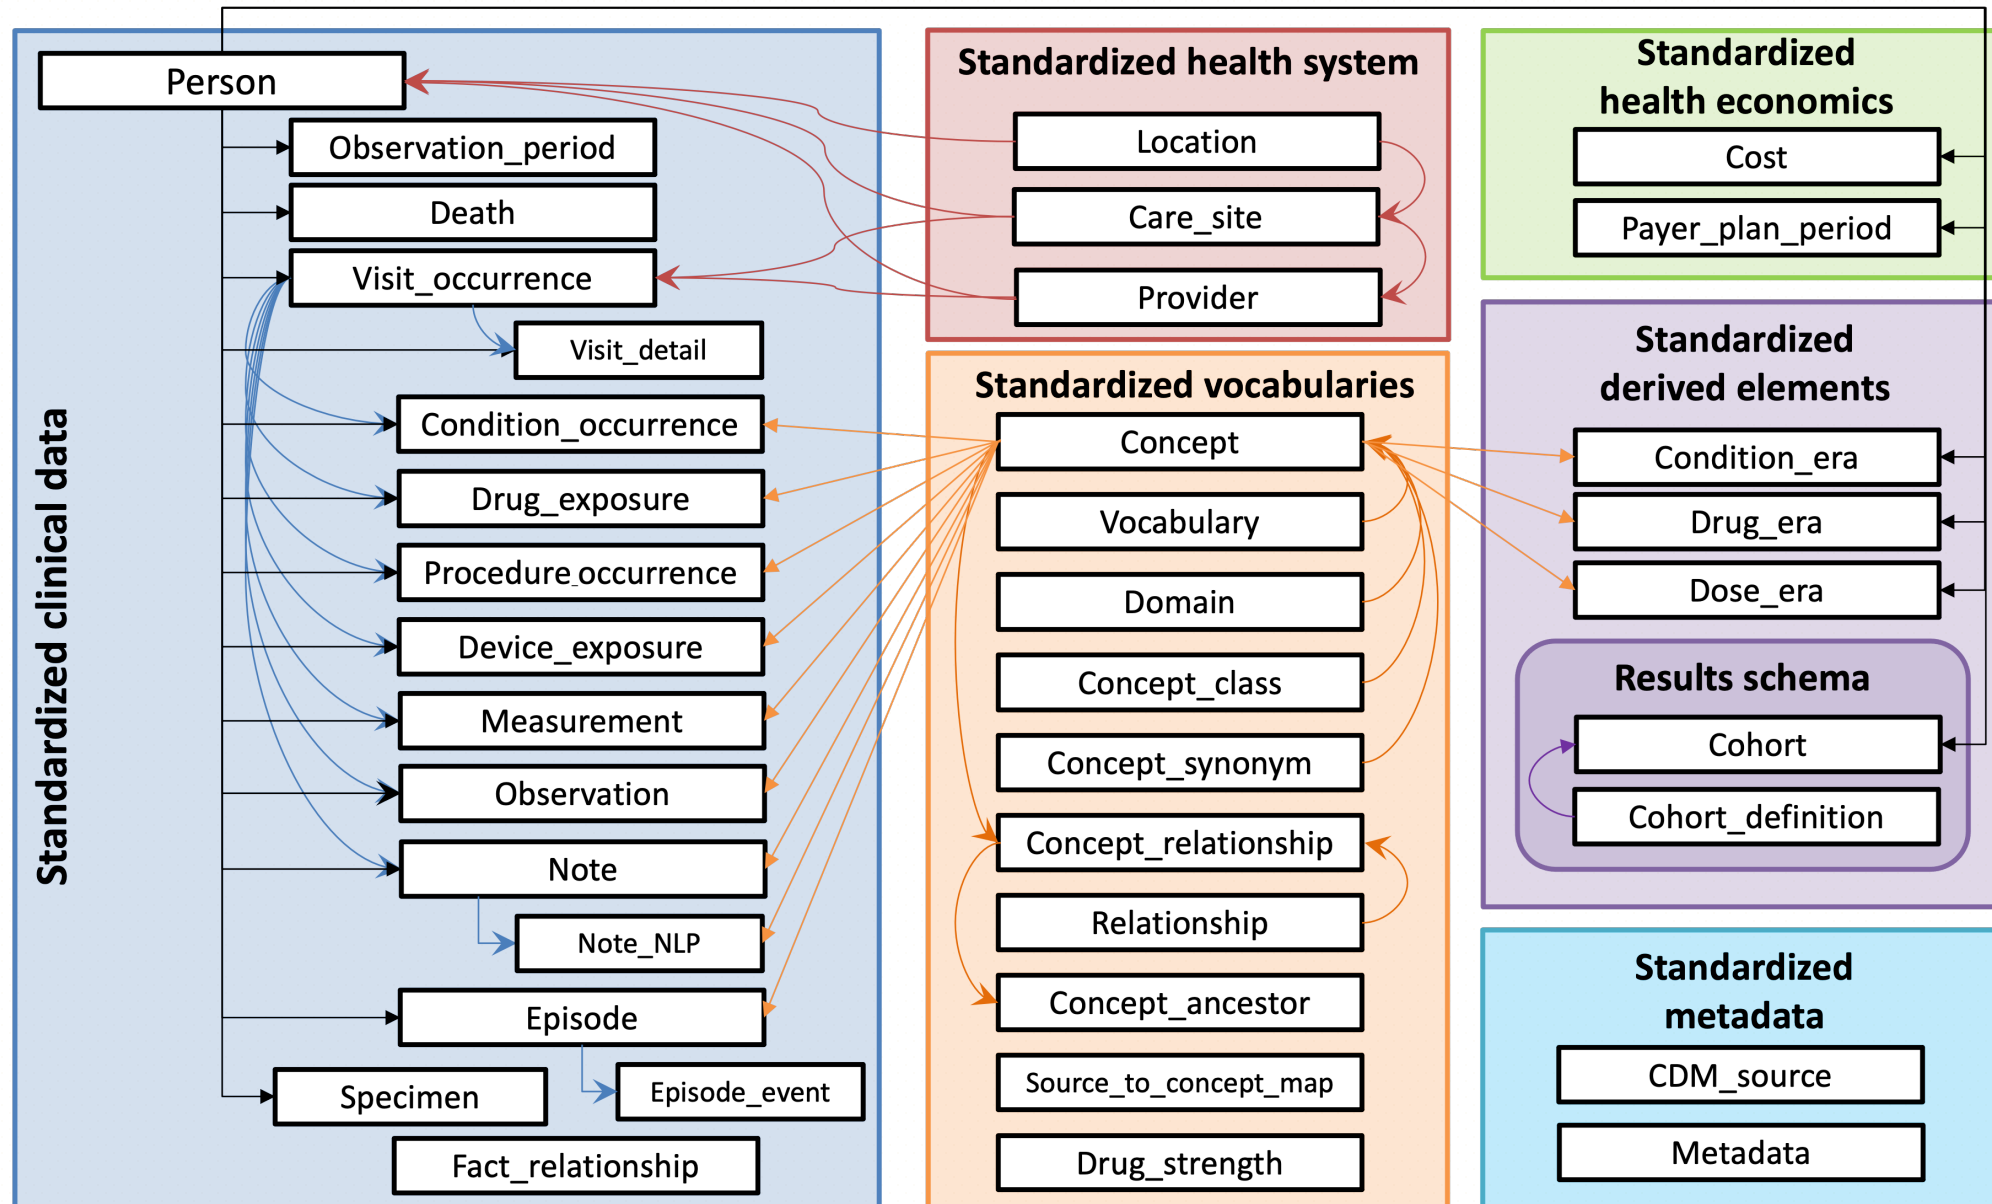 Standardized clinical data
Person
Observation_period
Death
Visit_occurrence
Visit_detail
Condition_occurrence
Drug_exposure
Procedure_occurrence
Device_exposure
Measurement
Observation
Note
Note_NLP
Episode
Episode_event
Specimen
Fact_relationship
Standardized health system
Location
Care_site
Provider
Standardized vocabularies
Concept
Vocabulary
Domain
Concept_class
Concept_synonym
Concept_relationship
Relationship
Concept_ancestor
Source_to_concept_map
Drug_strength
Standardized
health economics
Cost
Payer_plan_period
Standardized
derived elements
Condition_era
Drug_era
Dose_era
Results schema
Cohort
Cohort_definition
Standardized
metadata
CDM_source
Metadata